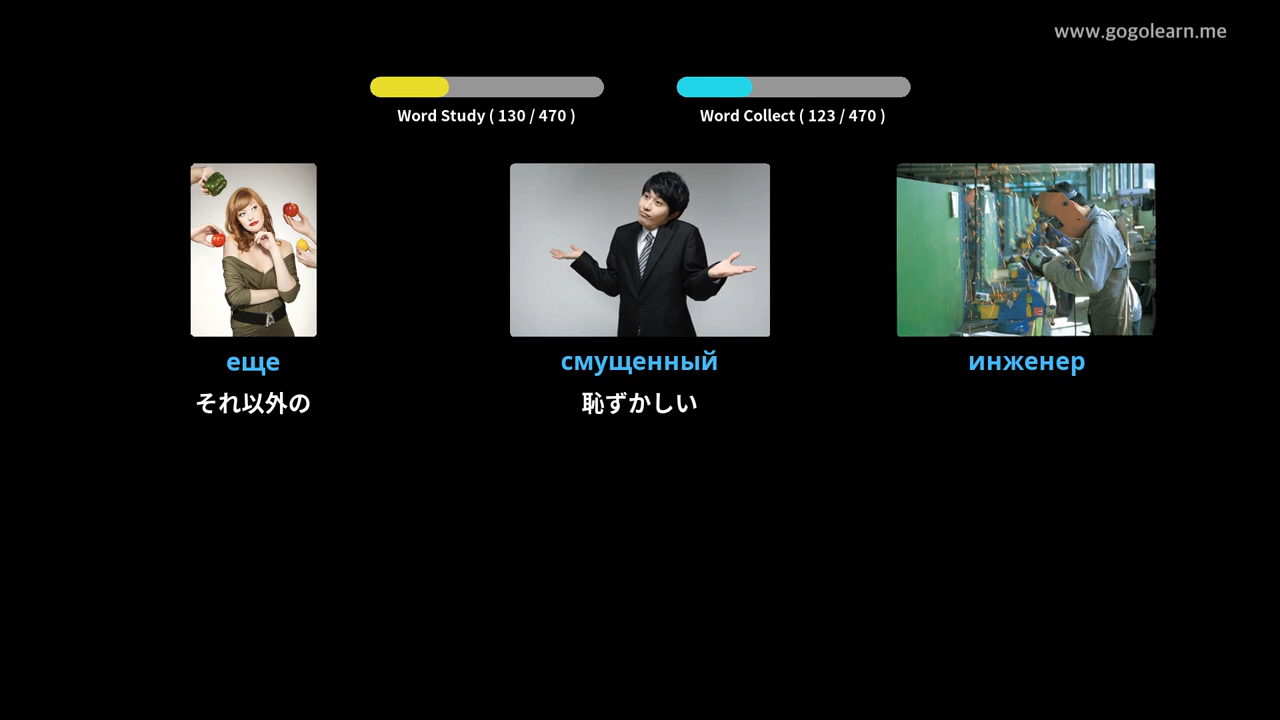 www.gogolearn.me
Word Study ( 130 / 470 )
Word Collect ( 123 / 470 )
еще
смущенный
инженер
それ以外の
恥ずかしい